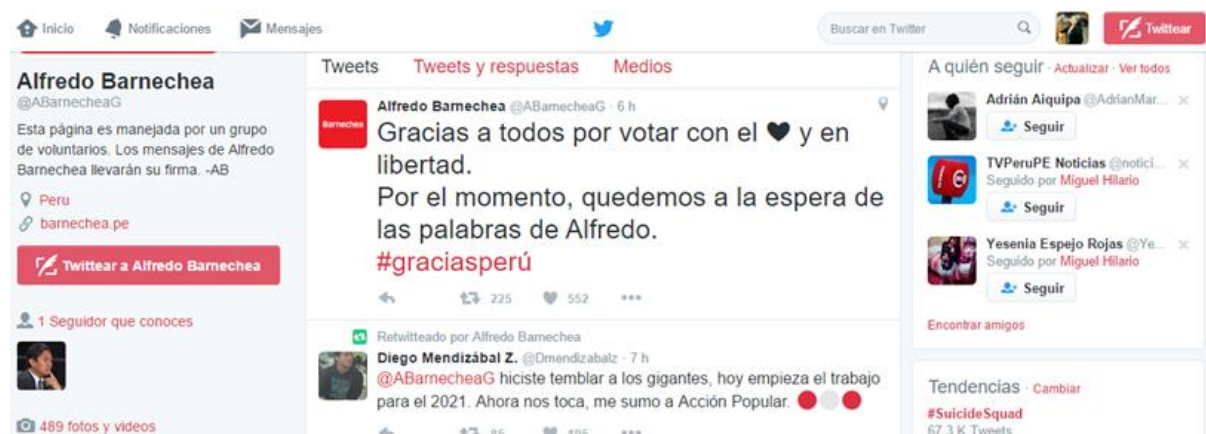 Inicio
Notificaciones
Mensajes
Buscar en Twitter
Twittear
Alfredo Barnechea
@ABarnecheaG
Esta página es manejada por un grupo
de voluntarios. Los mensajes de Alfredo
Barnechea llevarán su firma. -AB
Peru
barnechea.pe
Twittear a Alfredo Barnechea
1 Seguidor que conoces
489 fotos y videos
Tweets Tweets y respuestas Medios
Barnechea
Alfredo Barnechea @ABarnecheaG · 6 h
Gracias a todos por votar con el ♥ y en
libertad.
Por el momento, quedemos a la espera de
las palabras de Alfredo.
#graciasperú
225 552
Retwitteado por Alfredo Barnechea
Diego Mendizábal Z. @Dmendizabalz · 7 h
@ABarnecheaG hiciste temblar a los gigantes, hoy empieza el trabajo
para el 2021. Ahora nos toca, me sumo a Acción Popular.
A quién seguir · Actualizar · Ver todos
Adrián Aiquipa @AdrianMar...
Seguir
TVPeruPE Noticias @notici...
Seguido por Miguel Hilario
Seguir
Yesenia Espejo Rojas @Ye...
Seguido por Miguel Hilario
Seguir
Encontrar amigos
Tendencias · Cambiar
#SuicideSquad
67.3 K Tweets